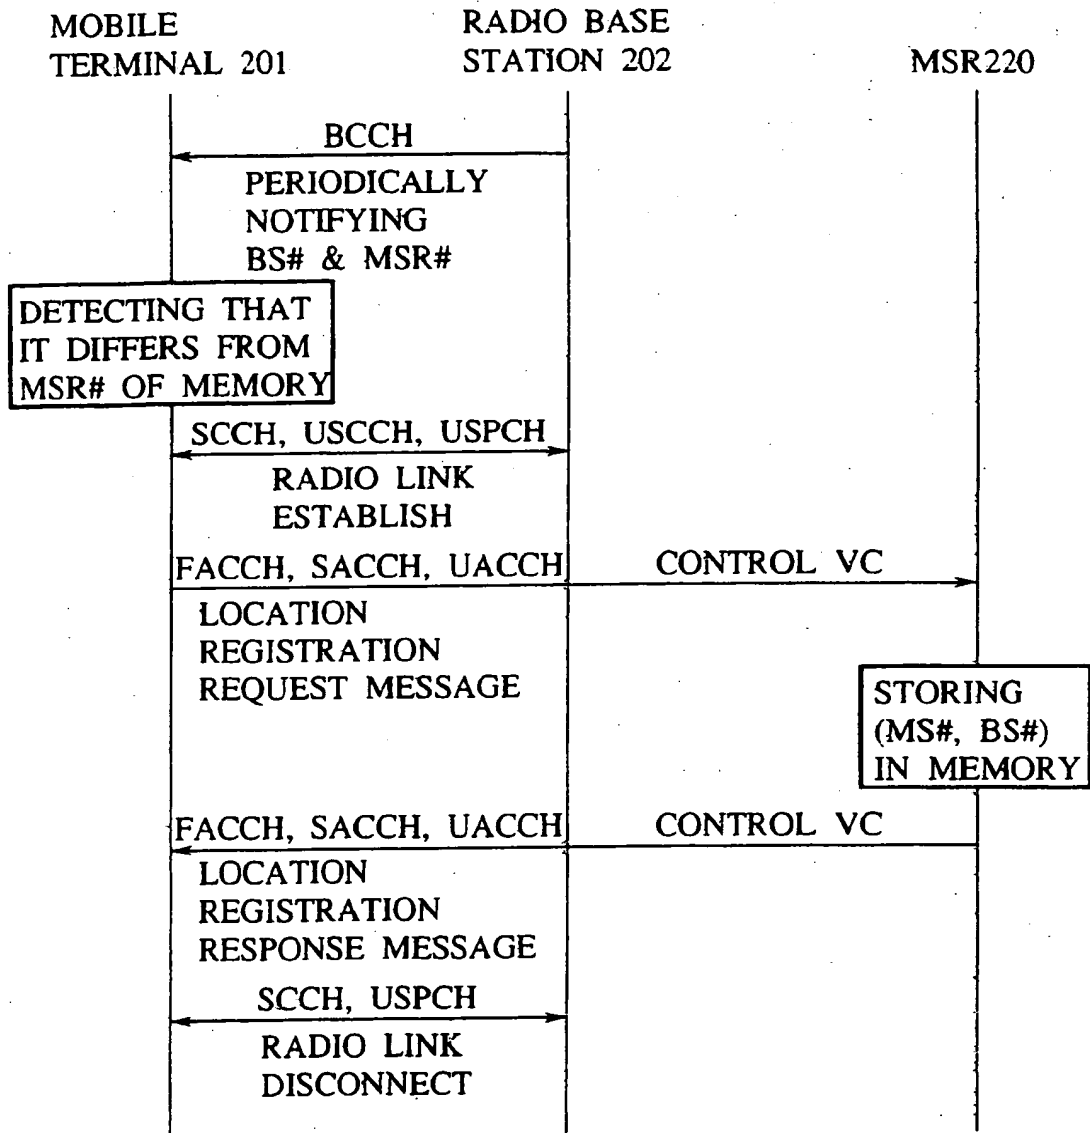 MOBILE
TERMINAL 201
RADIO BASE
STATION 202
MSR220
BCCH
PERIODICALLY
NOTIFYING
BS# & MSR#
DETECTING THAT
IT DIFFERS FROM
MSR# OF MEMORY
SCCH, USCCH, USPCH
RADIO LINK
ESTABLISH
FACCH, SACCH, UACCH
CONTROL VC
LOCATION
REGISTRATION
REQUEST MESSAGE
STORING
(MS#, BS#)
IN MEMORY
FACCH, SACCH, UACCH
CONTROL VC
LOCATION
REGISTRATION
RESPONSE MESSAGE
SCCH, USPCH
RADIO LINK
DISCONNECT